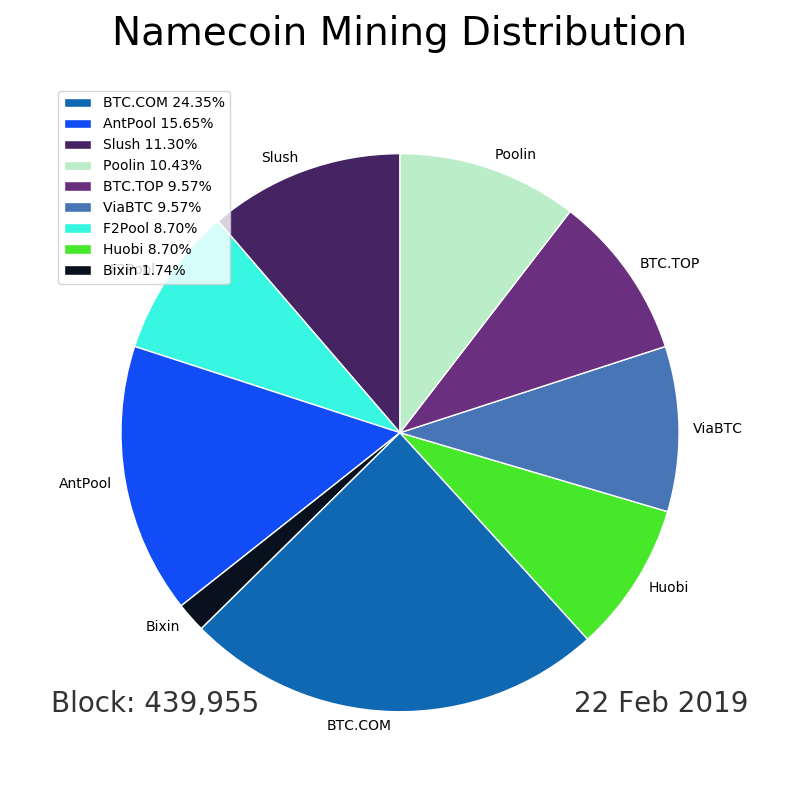 Namecoin Mining Distribution
BTC.COM 24.35%
AntPool 15.65%
Slush 11.30%
Poolin 10.43%
BTC.TOP 9.57%
ViaBTC 9.57%
F2Pool 8.70%
Huobi 8.70%
Bixin 1.74%
Slush
Poolin
BTC.TOP
ViaBTC
AntPool
Huobi
Bixin
BTC.COM
Block: 439,955
22 Feb 2019